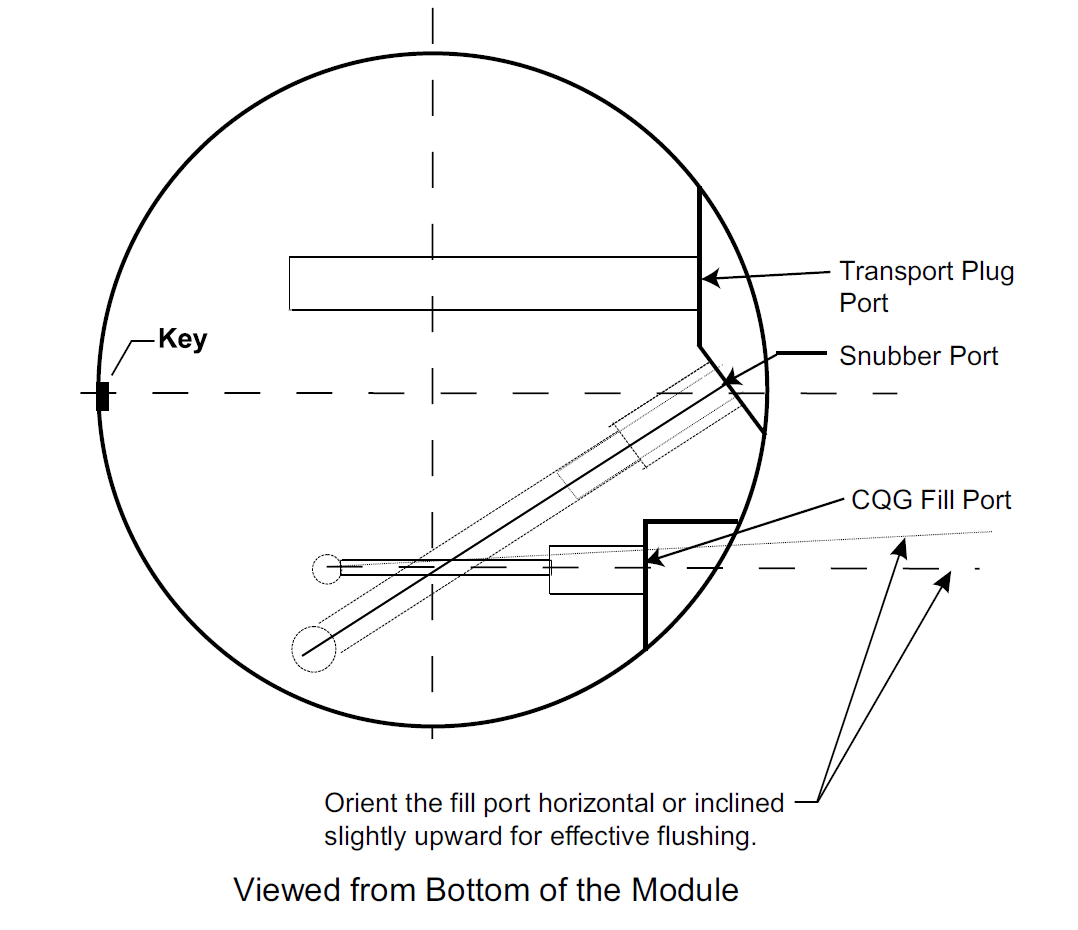 Transport Plug
Port
Key
Snubber Port
CQG Fill Port
Orient the fill port horizontal or inclined
slightly upward for effective flushing.
Viewed from Bottom of the Module